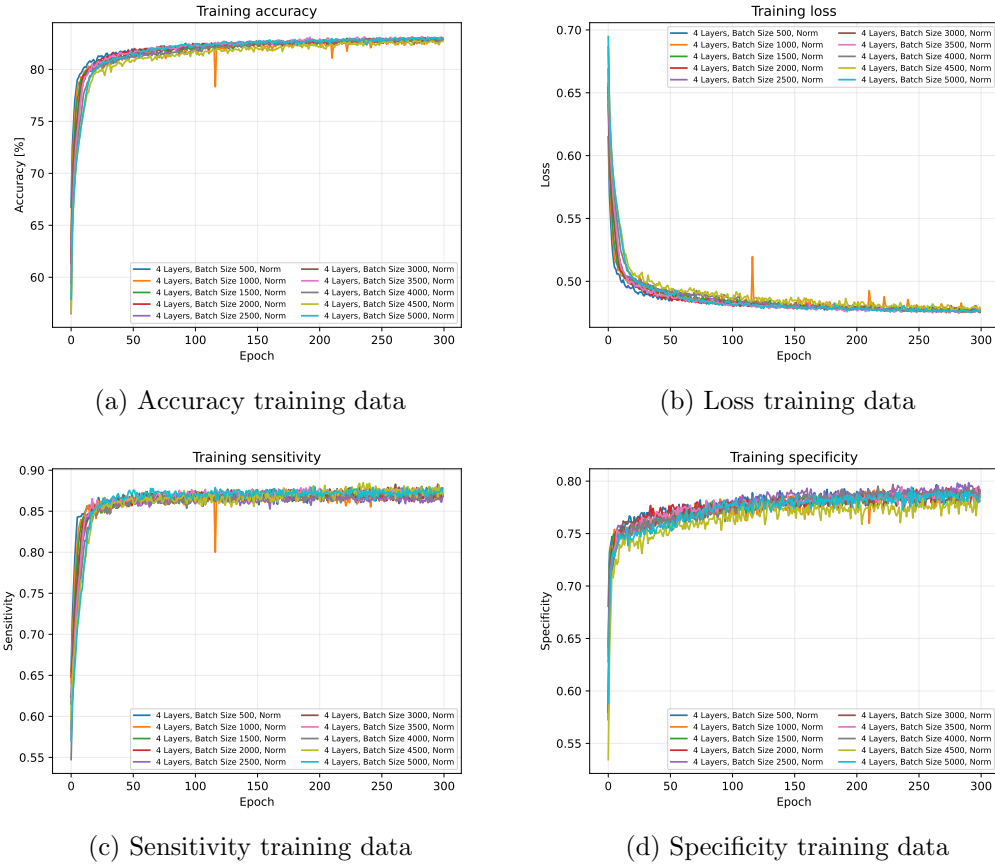 Training accuracy
Accuracy [%]
80
75
70
65
60
4 Layers, Batch Size 500, Norm
4 Layers, Batch Size 1000, Norm
4 Layers, Batch Size 1500, Norm
4 Layers, Batch Size 2000, Norm
4 Layers, Batch Size 2500, Norm
4 Layers, Batch Size 3000, Norm
4 Layers, Batch Size 3500, Norm
4 Layers, Batch Size 4000, Norm
4 Layers, Batch Size 4500, Norm
4 Layers, Batch Size 5000, Norm
0 50 100 150 200 250 300
Epoch
(a) Accuracy training data
Training loss
Loss
0.70
0.65
0.60
0.55
0.50
4 Layers, Batch Size 500, Norm
4 Layers, Batch Size 1000, Norm
4 Layers, Batch Size 1500, Norm
4 Layers, Batch Size 2000, Norm
4 Layers, Batch Size 2500, Norm
4 Layers, Batch Size 3000, Norm
4 Layers, Batch Size 3500, Norm
4 Layers, Batch Size 4000, Norm
4 Layers, Batch Size 4500, Norm
4 Layers, Batch Size 5000, Norm
0 50 100 150 200 250 300
Epoch
(b) Loss training data
Training sensitivity
Sensitivity
0.90
0.85
0.80
0.75
0.70
0.65
0.60
0.55
4 Layers, Batch Size 500, Norm
4 Layers, Batch Size 1000, Norm
4 Layers, Batch Size 1500, Norm
4 Layers, Batch Size 2000, Norm
4 Layers, Batch Size 2500, Norm
4 Layers, Batch Size 3000, Norm
4 Layers, Batch Size 3500, Norm
4 Layers, Batch Size 4000, Norm
4 Layers, Batch Size 4500, Norm
4 Layers, Batch Size 5000, Norm
0 50 100 150 200 250 300
Epoch
(c) Sensitivity training data
Training specificity
Specificity
0.80
0.75
0.70
0.65
0.60
0.55
4 Layers, Batch Size 500, Norm
4 Layers, Batch Size 1000, Norm
4 Layers, Batch Size 1500, Norm
4 Layers, Batch Size 2000, Norm
4 Layers, Batch Size 2500, Norm
4 Layers, Batch Size 3000, Norm
4 Layers, Batch Size 3500, Norm
4 Layers, Batch Size 4000, Norm
4 Layers, Batch Size 4500, Norm
4 Layers, Batch Size 5000, Norm
0 50 100 150 200 250 300
Epoch
(d) Specificity training data